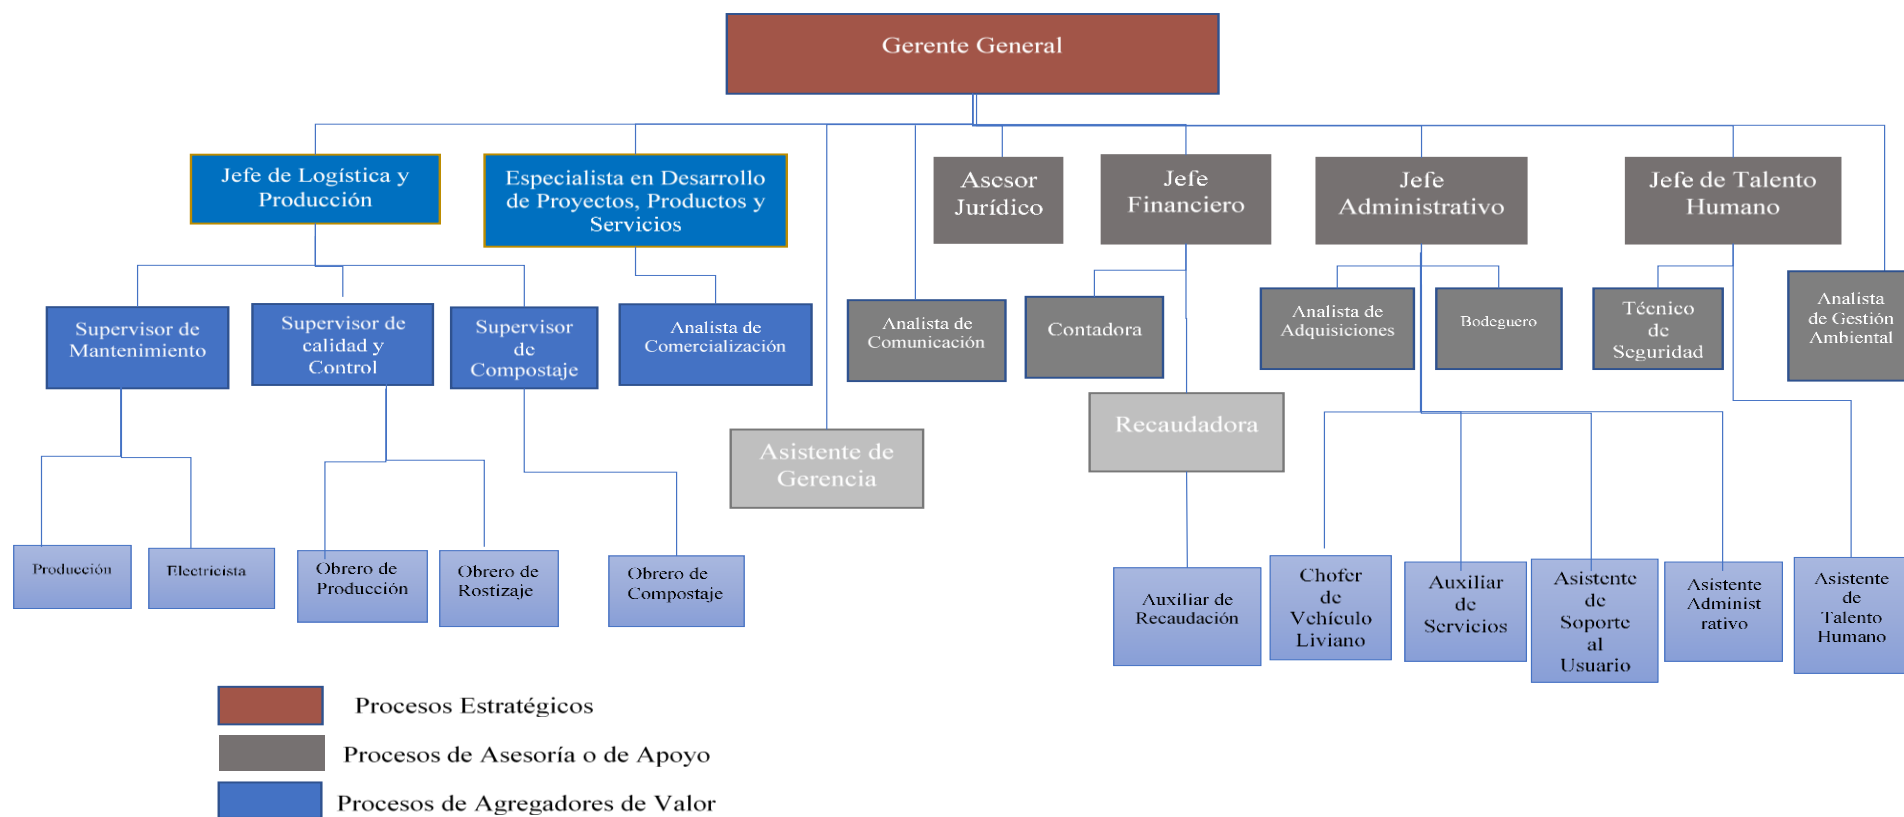 Gerente General
Jefe de Logística y
Producción
Especialista en Desarrollo
de Proyectos, Productos y
Servicios
Asesor
Jurídico
Jefe
Financiero
Jefe
Administrativo
Jefe de Talento
Humano
Supervisor de
Mantenimiento
Supervisor de
calidad y
Control
Supervisor
de
Compostaje
Analista de
Comercialización
Analista de
Comunicación
Contadora
Analista de
Adquisiciones
Bodeguero
Técnico
de
Seguridad
Analista
de Gestión
Ambiental
Asistente de
Gerencia
Recaudadora
Producción
Electricista
Obrero de
Producción
Obrero de
Rostizaje
Obrero de
Compostaje
Auxiliar de
Recaudación
Chofer
de
Vehículo
Liviano
Auxiliar
de
Servicios
Asistente
de
Soporte
al
Usuario
Asistente
Administ
rativo
Asistente
de
Talento
Humano
Procesos Estratégicos
Procesos de Asesoría o de Apoyo
Procesos de Agregadores de Valor